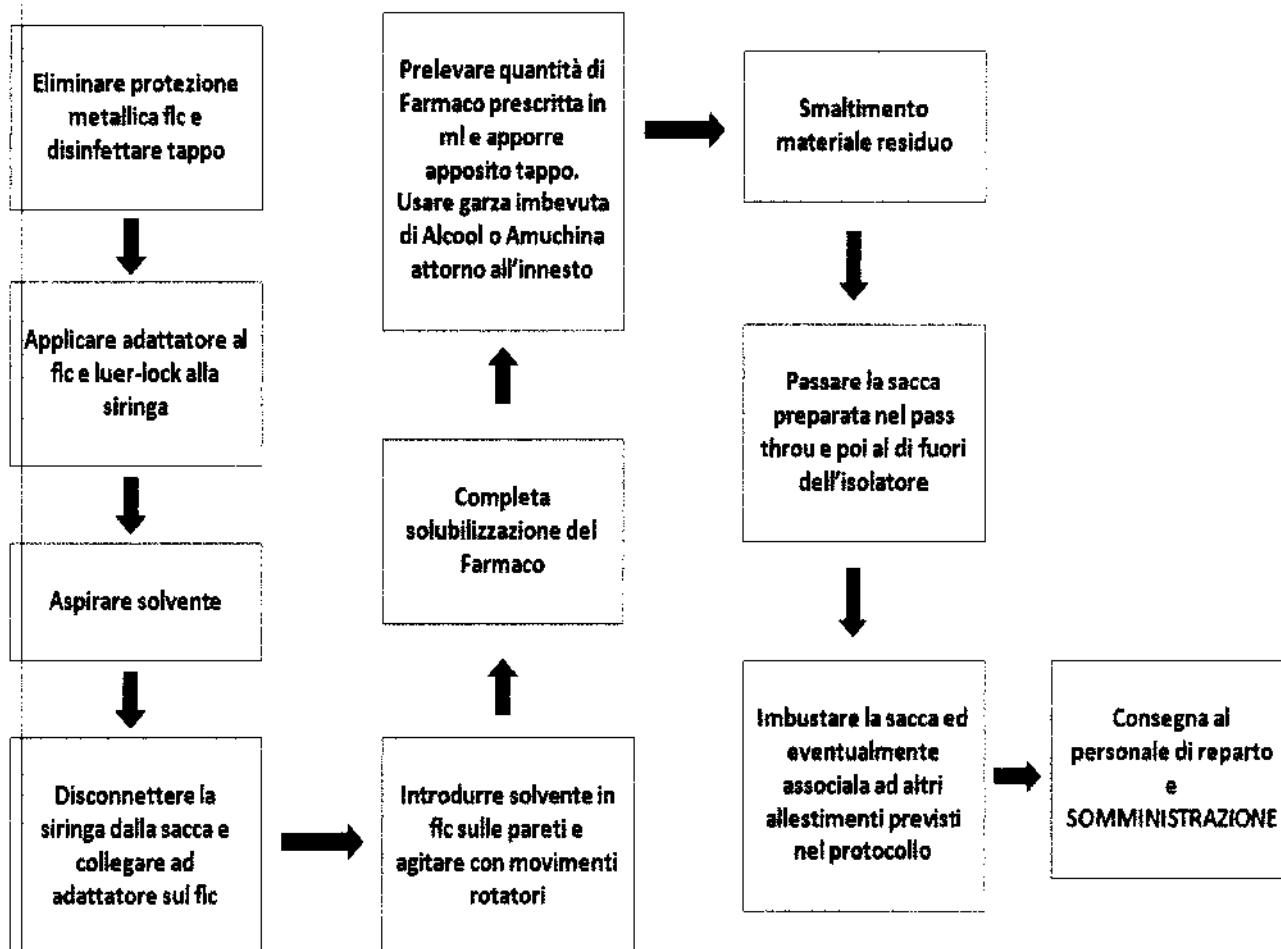 Eliminare protezione
metallica flc e
disinfettare tappo
Applicare adattatore al
flc e luer-lock alla
siringa
Aspirare solvente
Disconnettere la
siringa dalla sacca e
collegare ad
adattatore sul flc
Introdurre solvente in
flc sulle pareti e
agitare con movimenti
rotatori
Completa
solubilizzazione del
Farmaco
Prelevare quantità di
Farmaco prescritta in
ml e apporre
apposito tappo.
Usare garza imbevuta
di Alcool o Amuchina
attorno all'innesto
Smaltimento
materiale residuo
Passare la sacca
preparata nel pass
throu e poi al di fuori
dell'isolatore
Imbustare la sacca ed
eventualmente
associala ad altri
allestimenti previsti
nel protocollo
Consegna al
personale di reparto
e
SOMMINISTRAZIONE